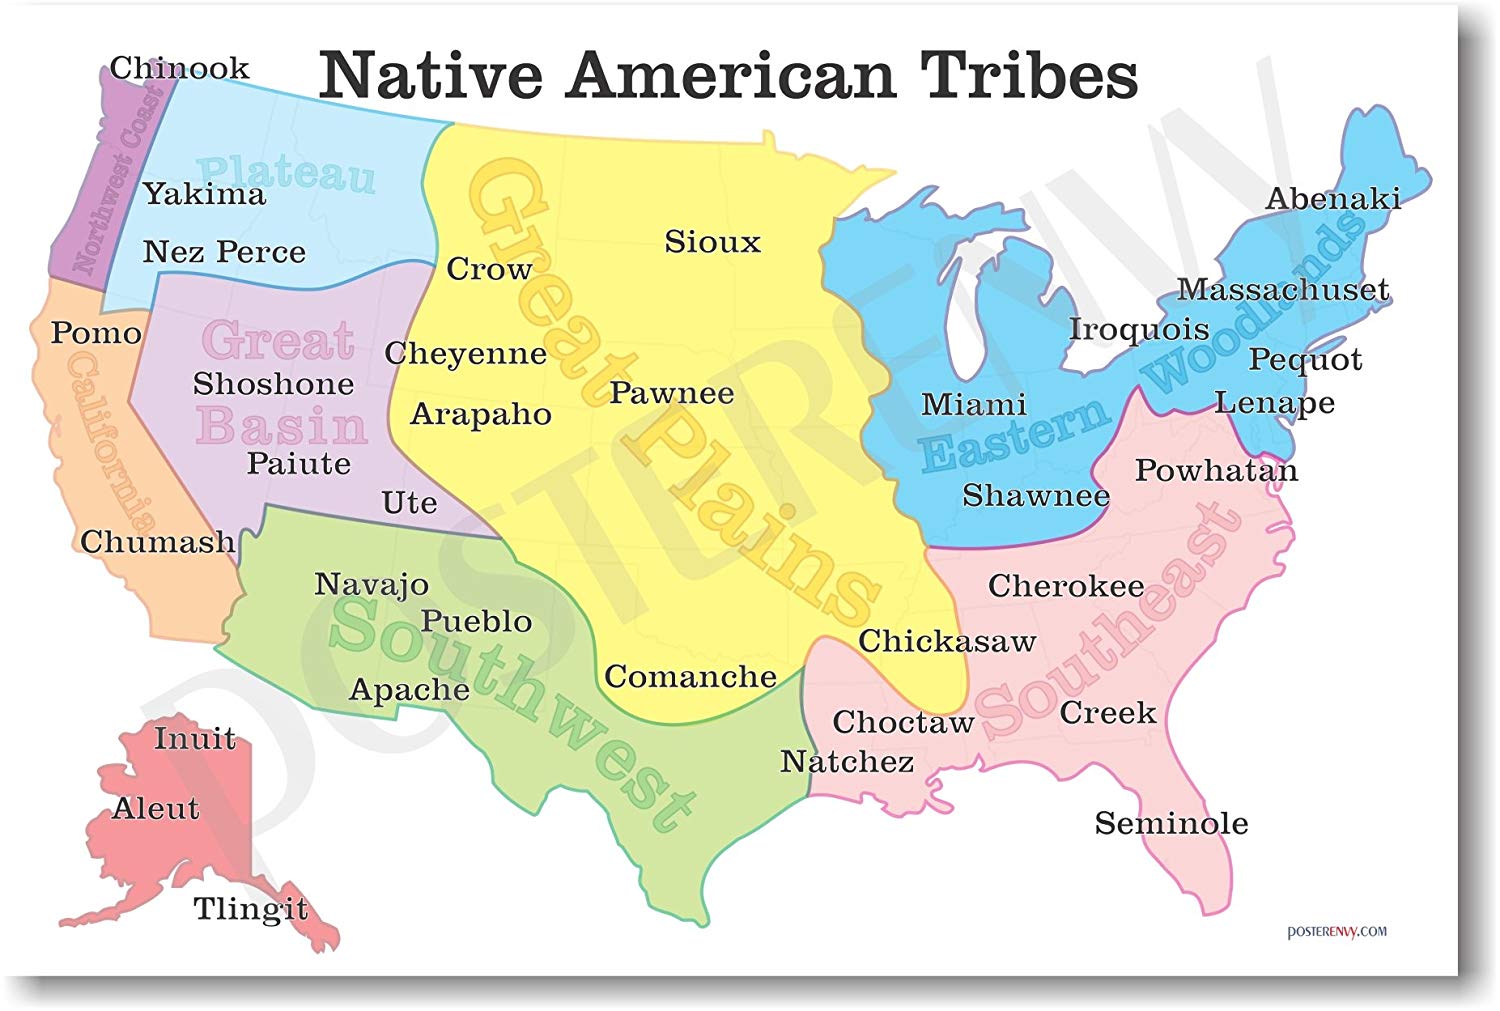 Native American Tribes
Chinook
Northwest Coast
Plateau
Yakima
Nez Perce
Pomo
California
Chumash
Great
Shoshone
Basin
Paiute
Ute
Crow
Sioux
Cheyenne
Arapaho
Pawnee
Great Plains
Comanche
Navajo
Pueblo
Southwest
Apache
Abenaki
Massachuset
Iroquois
Pequot
Lenape
Miami
Eastern Woodlands
Shawnee
Powhatan
Cherokee
Southeast
Chickasaw
Choctaw
Creek
Natchez
Seminole
Inuit
Aleut
Tlingit
POSTERENVY
POSTERENVY.COM